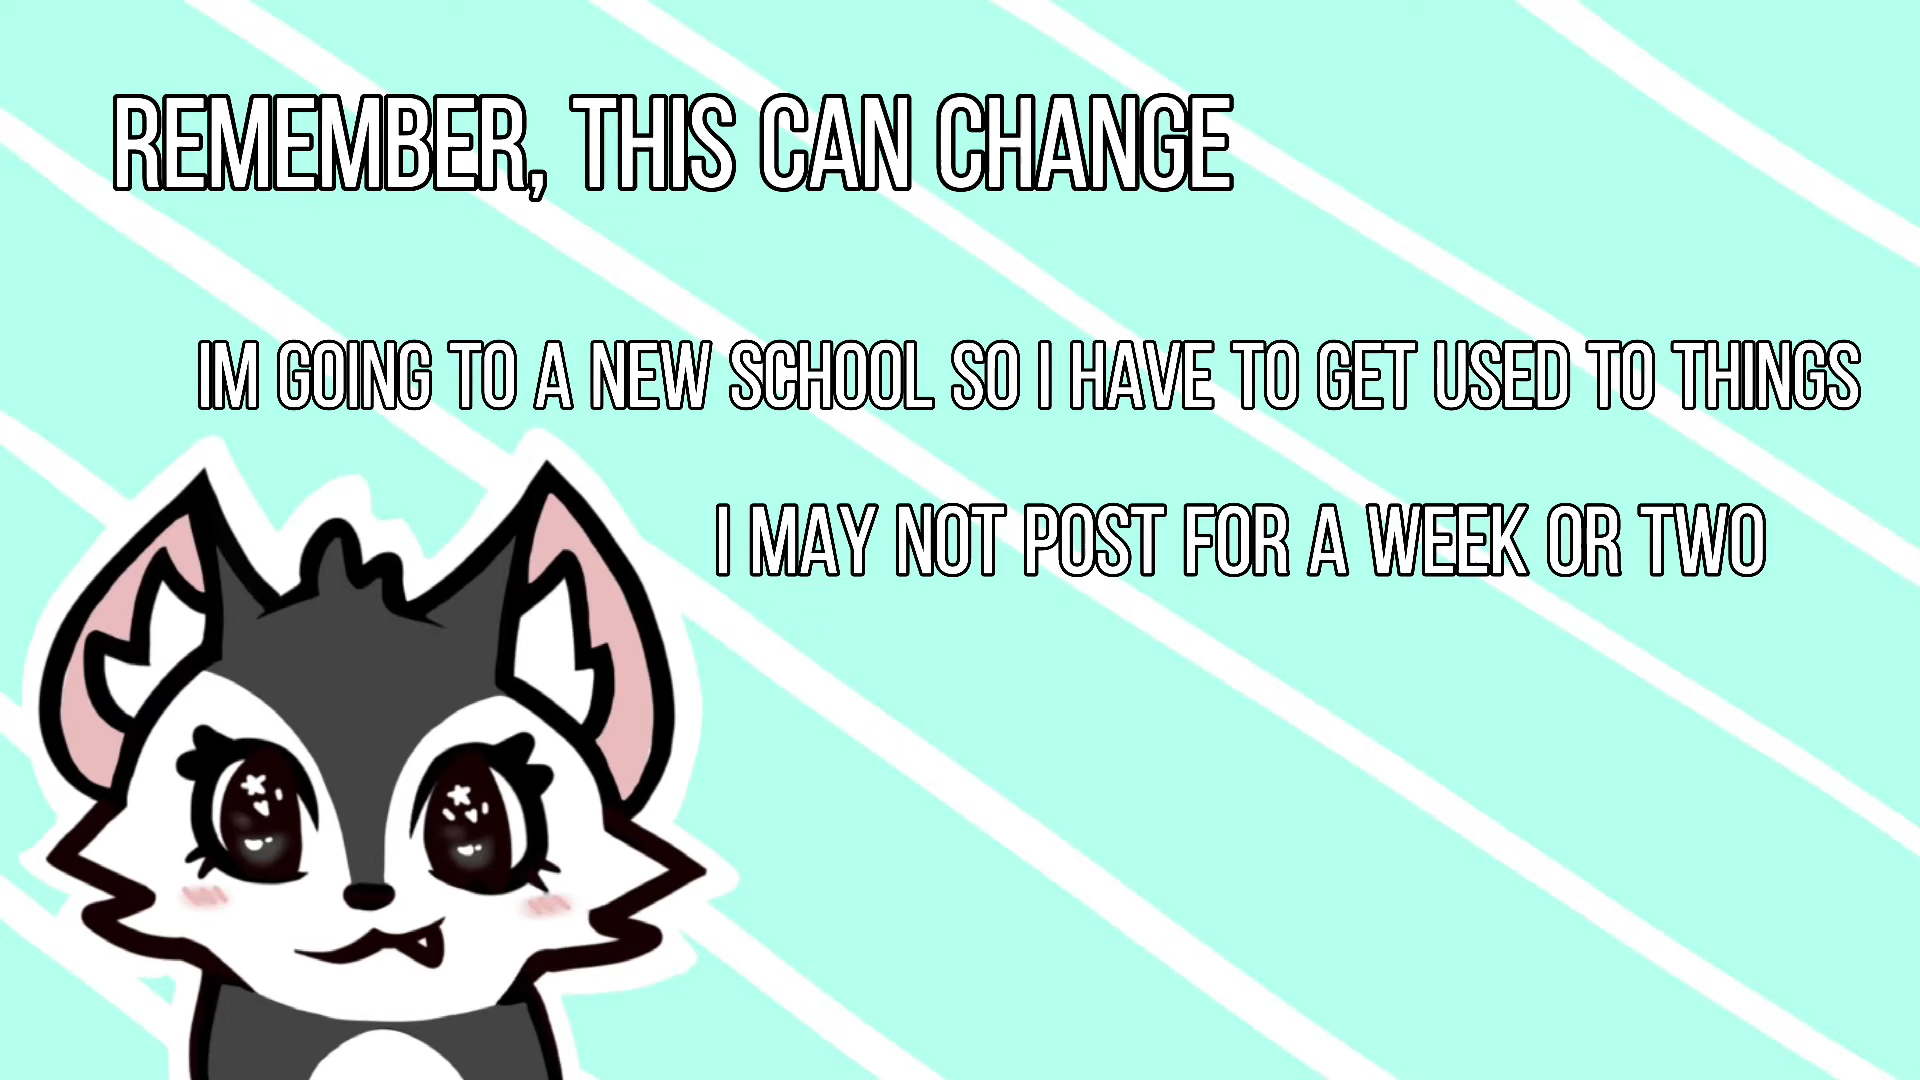 REMEMBER, THIS CAN CHANGE
IM GOING TO A NEW SCHOOL SO I HAVE TO GET USED TO THINGS
I MAY NOT POST FOR A WEEK OR TWO